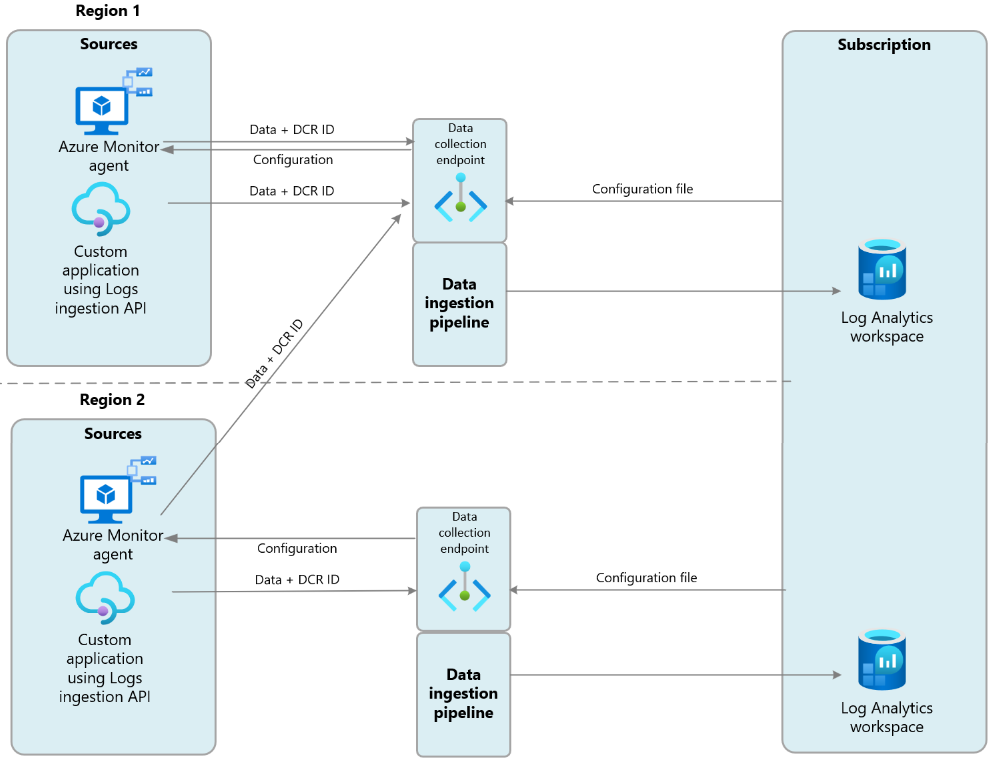 Region 1
Sources
Subscription
Azure Monitor
agent
Data + DCR ID
Configuration
Data + DCR ID
Data
collection
endpoint
Configuration file
Custom
application
using Logs
ingestion API
Data
ingestion
pipeline
Log Analytics
workspace
Data + DCR ID
Region 2
Sources
Azure Monitor
agent
Configuration
Data + DCR ID
Data
collection
endpoint
Configuration file
Custom
application
using Logs
ingestion API
Data
ingestion
pipeline
Log Analytics
workspace